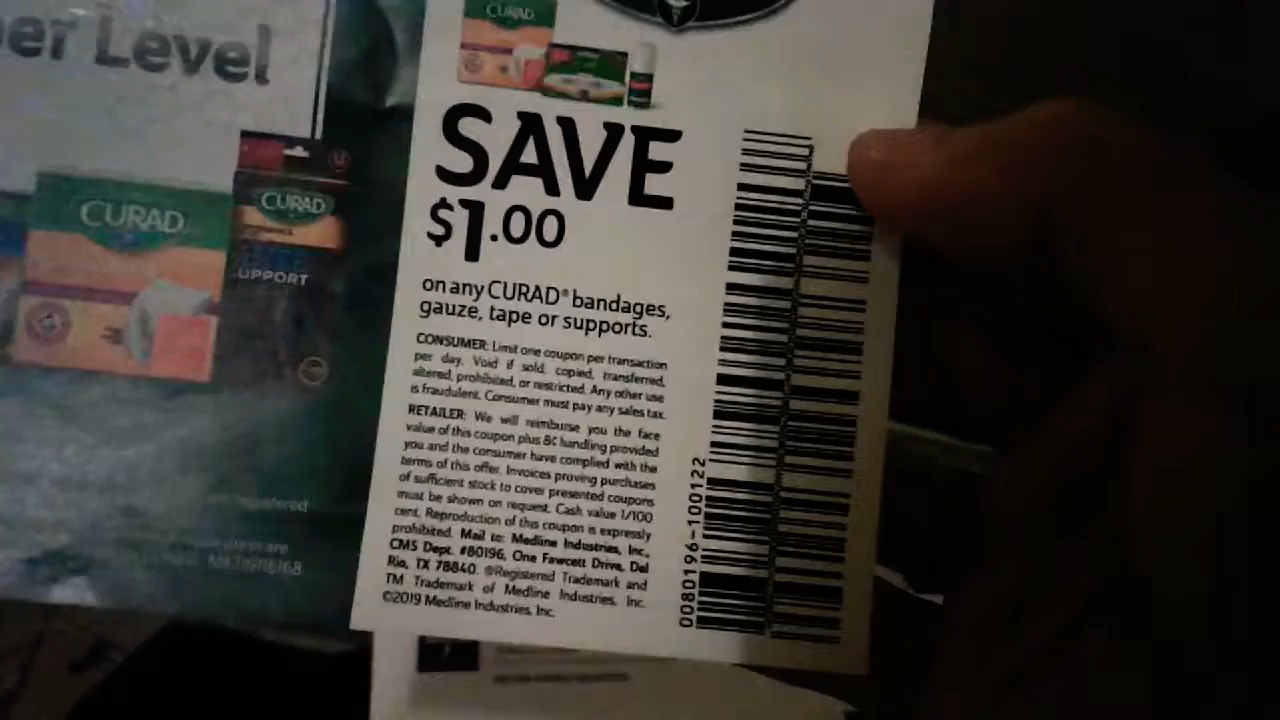 er Level
CURAD
CURAD
UPPORT
CURAD
SAVE
$1.00
on any CURAD® bandages,
gauze, tape or supports.
CONSUMER: Limit one coupon per transaction
per day. Void if sold, copied, transferred,
altered, prohibited, or restricted. Any other use
is fraudulent. Consumer must pay any sales tax.
RETAILER: We will reimburse you the face
value of this coupon plus 8¢ handling provided
you and the consumer have complied with the
terms of this offer. Invoices proving purchases
of sufficient stock to cover presented coupons
must be shown on request. Cash value 1/100
cent. Reproduction of this coupon is expressly
prohibited. Mail to: Medline Industries, Inc.,
CMS Dept. #80196, One Fawcett Drive, Del
Rio, TX 78840. ®Registered Trademark and
TM Trademark of Medline Industries, Inc.
©2019 Medline Industries, Inc.
0080196-100122